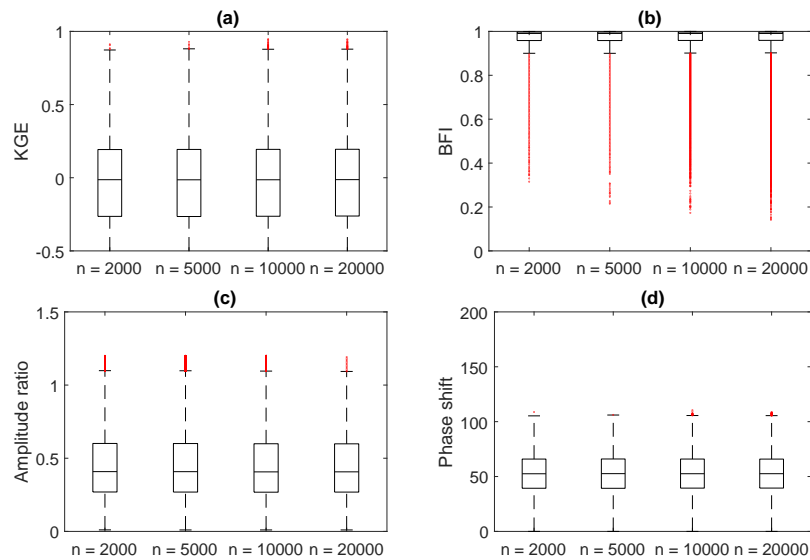 (a)
1
0.5
0
-0.5
KGE
n = 2000 n = 5000 n = 10000 n = 20000
(b)
1
0.8
0.6
0.4
0.2
0
BFI
n = 2000 n = 5000 n = 10000 n = 20000
(c)
1.5
1
0.5
0
Amplitude ratio
n = 2000 n = 5000 n = 10000 n = 20000
(d)
200
150
100
50
0
Phase shift
n = 2000 n = 5000 n = 10000 n = 20000